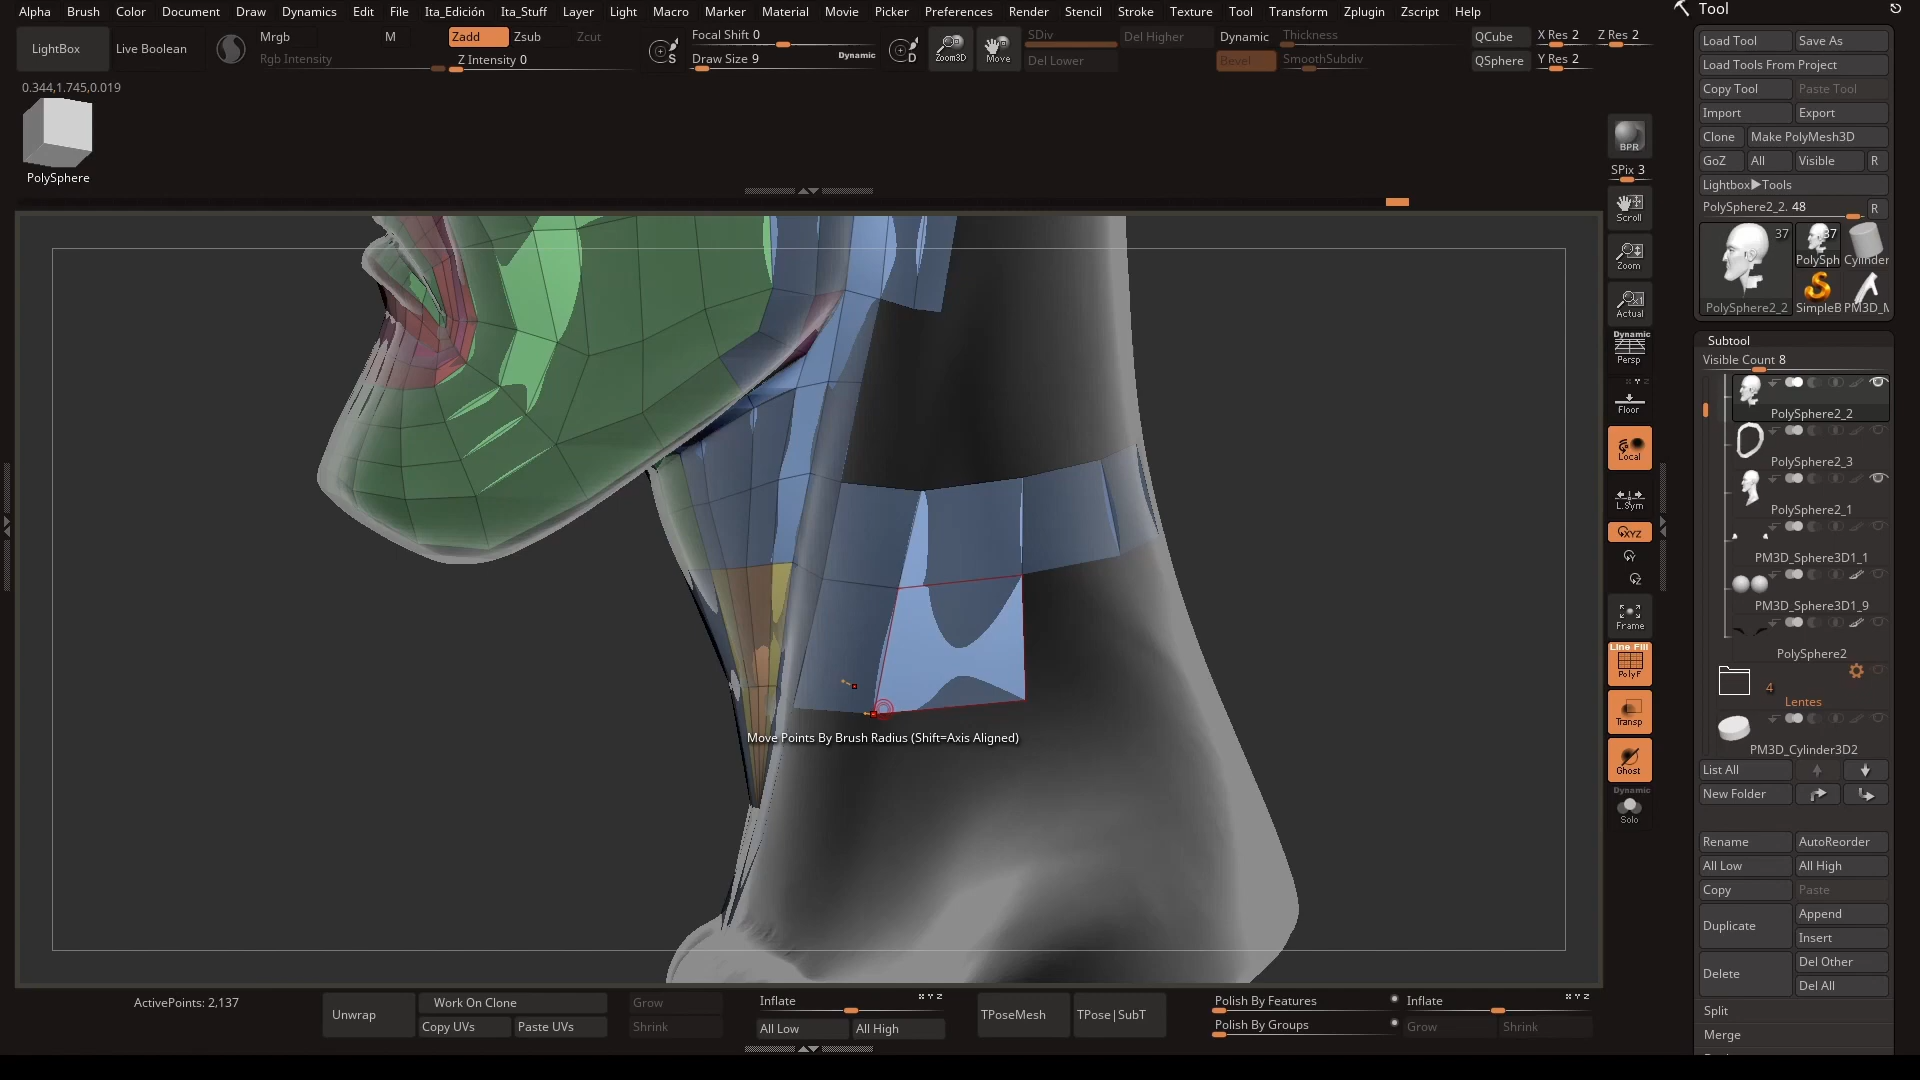 Alpha Brush Color Document Draw Dynamics Edit File Ita_Edición Ita_Stuff Layer Light Macro Marker Material Movie Picker Preferences Render Stencil Stroke Texture Tool Transform Zplugin Zscript Help
LightBox
Live Boolean
Mrgb
M
Rgb Intensity
Zadd
Zsub
Zcut
Z Intensity 0
S
Focal Shift 0
Draw Size 9
Dynamic
D
Zoom3D
Move
SDiv
Del Higher
Del Lower
Dynamic
Bevel
Thickness
SmoothSubdiv
QCube
QSphere
X Res 2
Z Res 2
Y Res 2
0.344,1.745,0.019
PolySphere
Move Points By Brush Radius (Shift=Axis Aligned)
BPR
SPix 3
Scroll
Zoom
Actual
Dynamic
Persp
Floor
Local
L.Sym
XYZ
Y
Z
Frame
Line Fill
PolyF
Transp
Ghost
Dynamic
Solo
Tool
Load Tool
Save As
Load Tools From Project
Copy Tool
Paste Tool
Import
Export
Clone
Make PolyMesh3D
GoZ
All
Visible
R
Lightbox▶Tools
PolySphere2_2. 48
R
37
37
PolySphere2_2
PolySph
Cylinder
SimpleB
PM3D_M
Subtool
Visible Count 8
PolySphere2_2
PolySphere2_3
PolySphere2_1
PM3D_Sphere3D1_1
PM3D_Sphere3D1_9
PolySphere2
4
Lentes
PM3D_Cylinder3D2
List All
New Folder
Rename
AutoReorder
All Low
All High
Copy
Paste
Duplicate
Append
Insert
Delete
Del Other
Del All
Split
Merge
ActivePoints: 2,137
Unwrap
Work On Clone
Copy UVs
Paste UVs
Grow
Shrink
Inflate
X Y Z
All Low
All High
TPoseMesh
TPose|SubT
Polish By Features
Polish By Groups
Inflate
X Y Z
Grow
Shrink